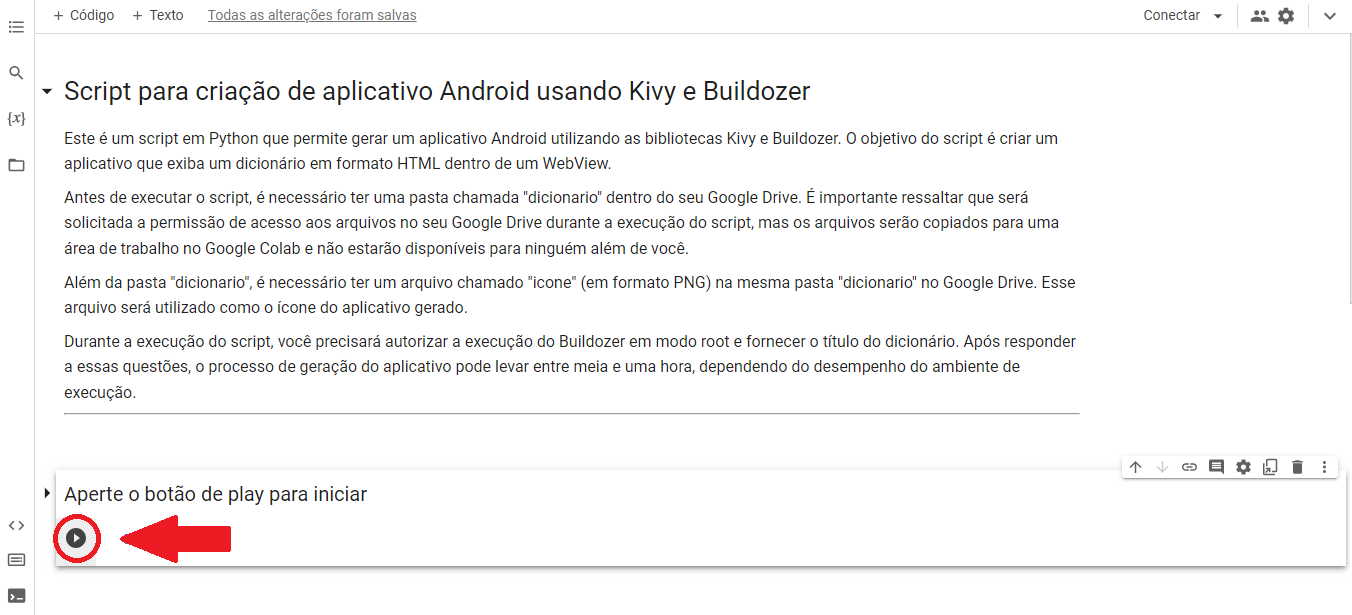 + Código + Texto Todas as alterações foram salvas Conectar
{x}
Script para criação de aplicativo Android usando Kivy e Buildozer
Este é um script em Python que permite gerar um aplicativo Android utilizando as bibliotecas Kivy e Buildozer. O objetivo do script é criar um
aplicativo que exiba um dicionário em formato HTML dentro de um WebView.
Antes de executar o script, é necessário ter uma pasta chamada "dicionario" dentro do seu Google Drive. É importante ressaltar que será
solicitada a permissão de acesso aos arquivos no seu Google Drive durante a execução do script, mas os arquivos serão copiados para uma
área de trabalho no Google Colab e não estarão disponíveis para ninguém além de você.
Além da pasta "dicionario", é necessário ter um arquivo chamado "icone" (em formato PNG) na mesma pasta "dicionario" no Google Drive. Esse
arquivo será utilizado como o ícone do aplicativo gerado.
Durante a execução do script, você precisará autorizar a execução do Buildozer em modo root e fornecer o título do dicionário. Após responder
a essas questões, o processo de geração do aplicativo pode levar entre meia e uma hora, dependendo do desempenho do ambiente de
execução.
Aperte o botão de play para iniciar